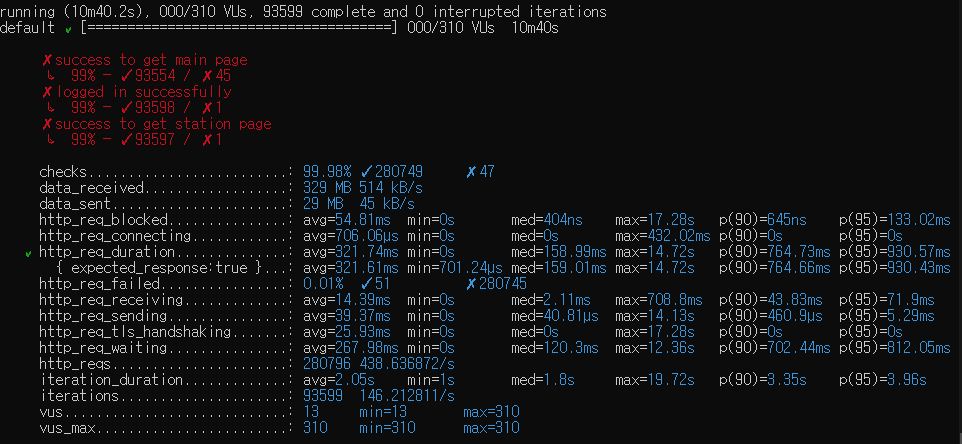 running (10m40.2s), 000/310 VUs, 93599 complete and 0 interrupted iterations
default ✓ [======================================] 000/310 VUs  10m40s
✗ success to get main page
↳  99% — ✓ 93554 / ✗ 45
✗ logged in successfully
↳  99% — ✓ 93598 / ✗ 1
✗ success to get station page
↳  99% — ✓ 93597 / ✗ 1
checks.........................: 99.98% ✓ 280749 ✗ 47
data_received..................: 329 MB 514 kB/s
data_sent......................: 29 MB  45 kB/s
http_req_blocked...............: avg=54.81ms min=0s med=404ns max=17.28s p(90)=645ns p(95)=133.02ms
http_req_connecting............: avg=706.06µs min=0s med=0s max=432.02ms p(90)=0s p(95)=0s
✓ http_req_duration..............: avg=321.74ms min=0s med=158.99ms max=14.72s p(90)=764.73ms p(95)=930.57ms
{ expected_response:true }...: avg=321.61ms min=701.24µs med=159.01ms max=14.72s p(90)=764.66ms p(95)=930.43ms
http_req_failed................: 0.01% ✓ 51 ✗ 280745
http_req_receiving.............: avg=14.39ms min=0s med=2.11ms max=708.8ms p(90)=43.83ms p(95)=71.9ms
http_req_sending...............: avg=39.37ms min=0s med=40.81µs max=14.13s p(90)=460.9µs p(95)=5.29ms
http_req_tls_handshaking.......: avg=25.93ms min=0s med=0s max=17.28s p(90)=0s p(95)=0s
http_req_waiting...............: avg=267.98ms min=0s med=120.3ms max=12.36s p(90)=702.44ms p(95)=812.05ms
http_reqs......................: 280796 438.636872/s
iteration_duration.............: avg=2.05s min=1s med=1.8s max=19.72s p(90)=3.35s p(95)=3.96s
iterations.....................: 93599 146.212811/s
vus............................: 13 min=13 max=310
vus_max........................: 310 min=310 max=310